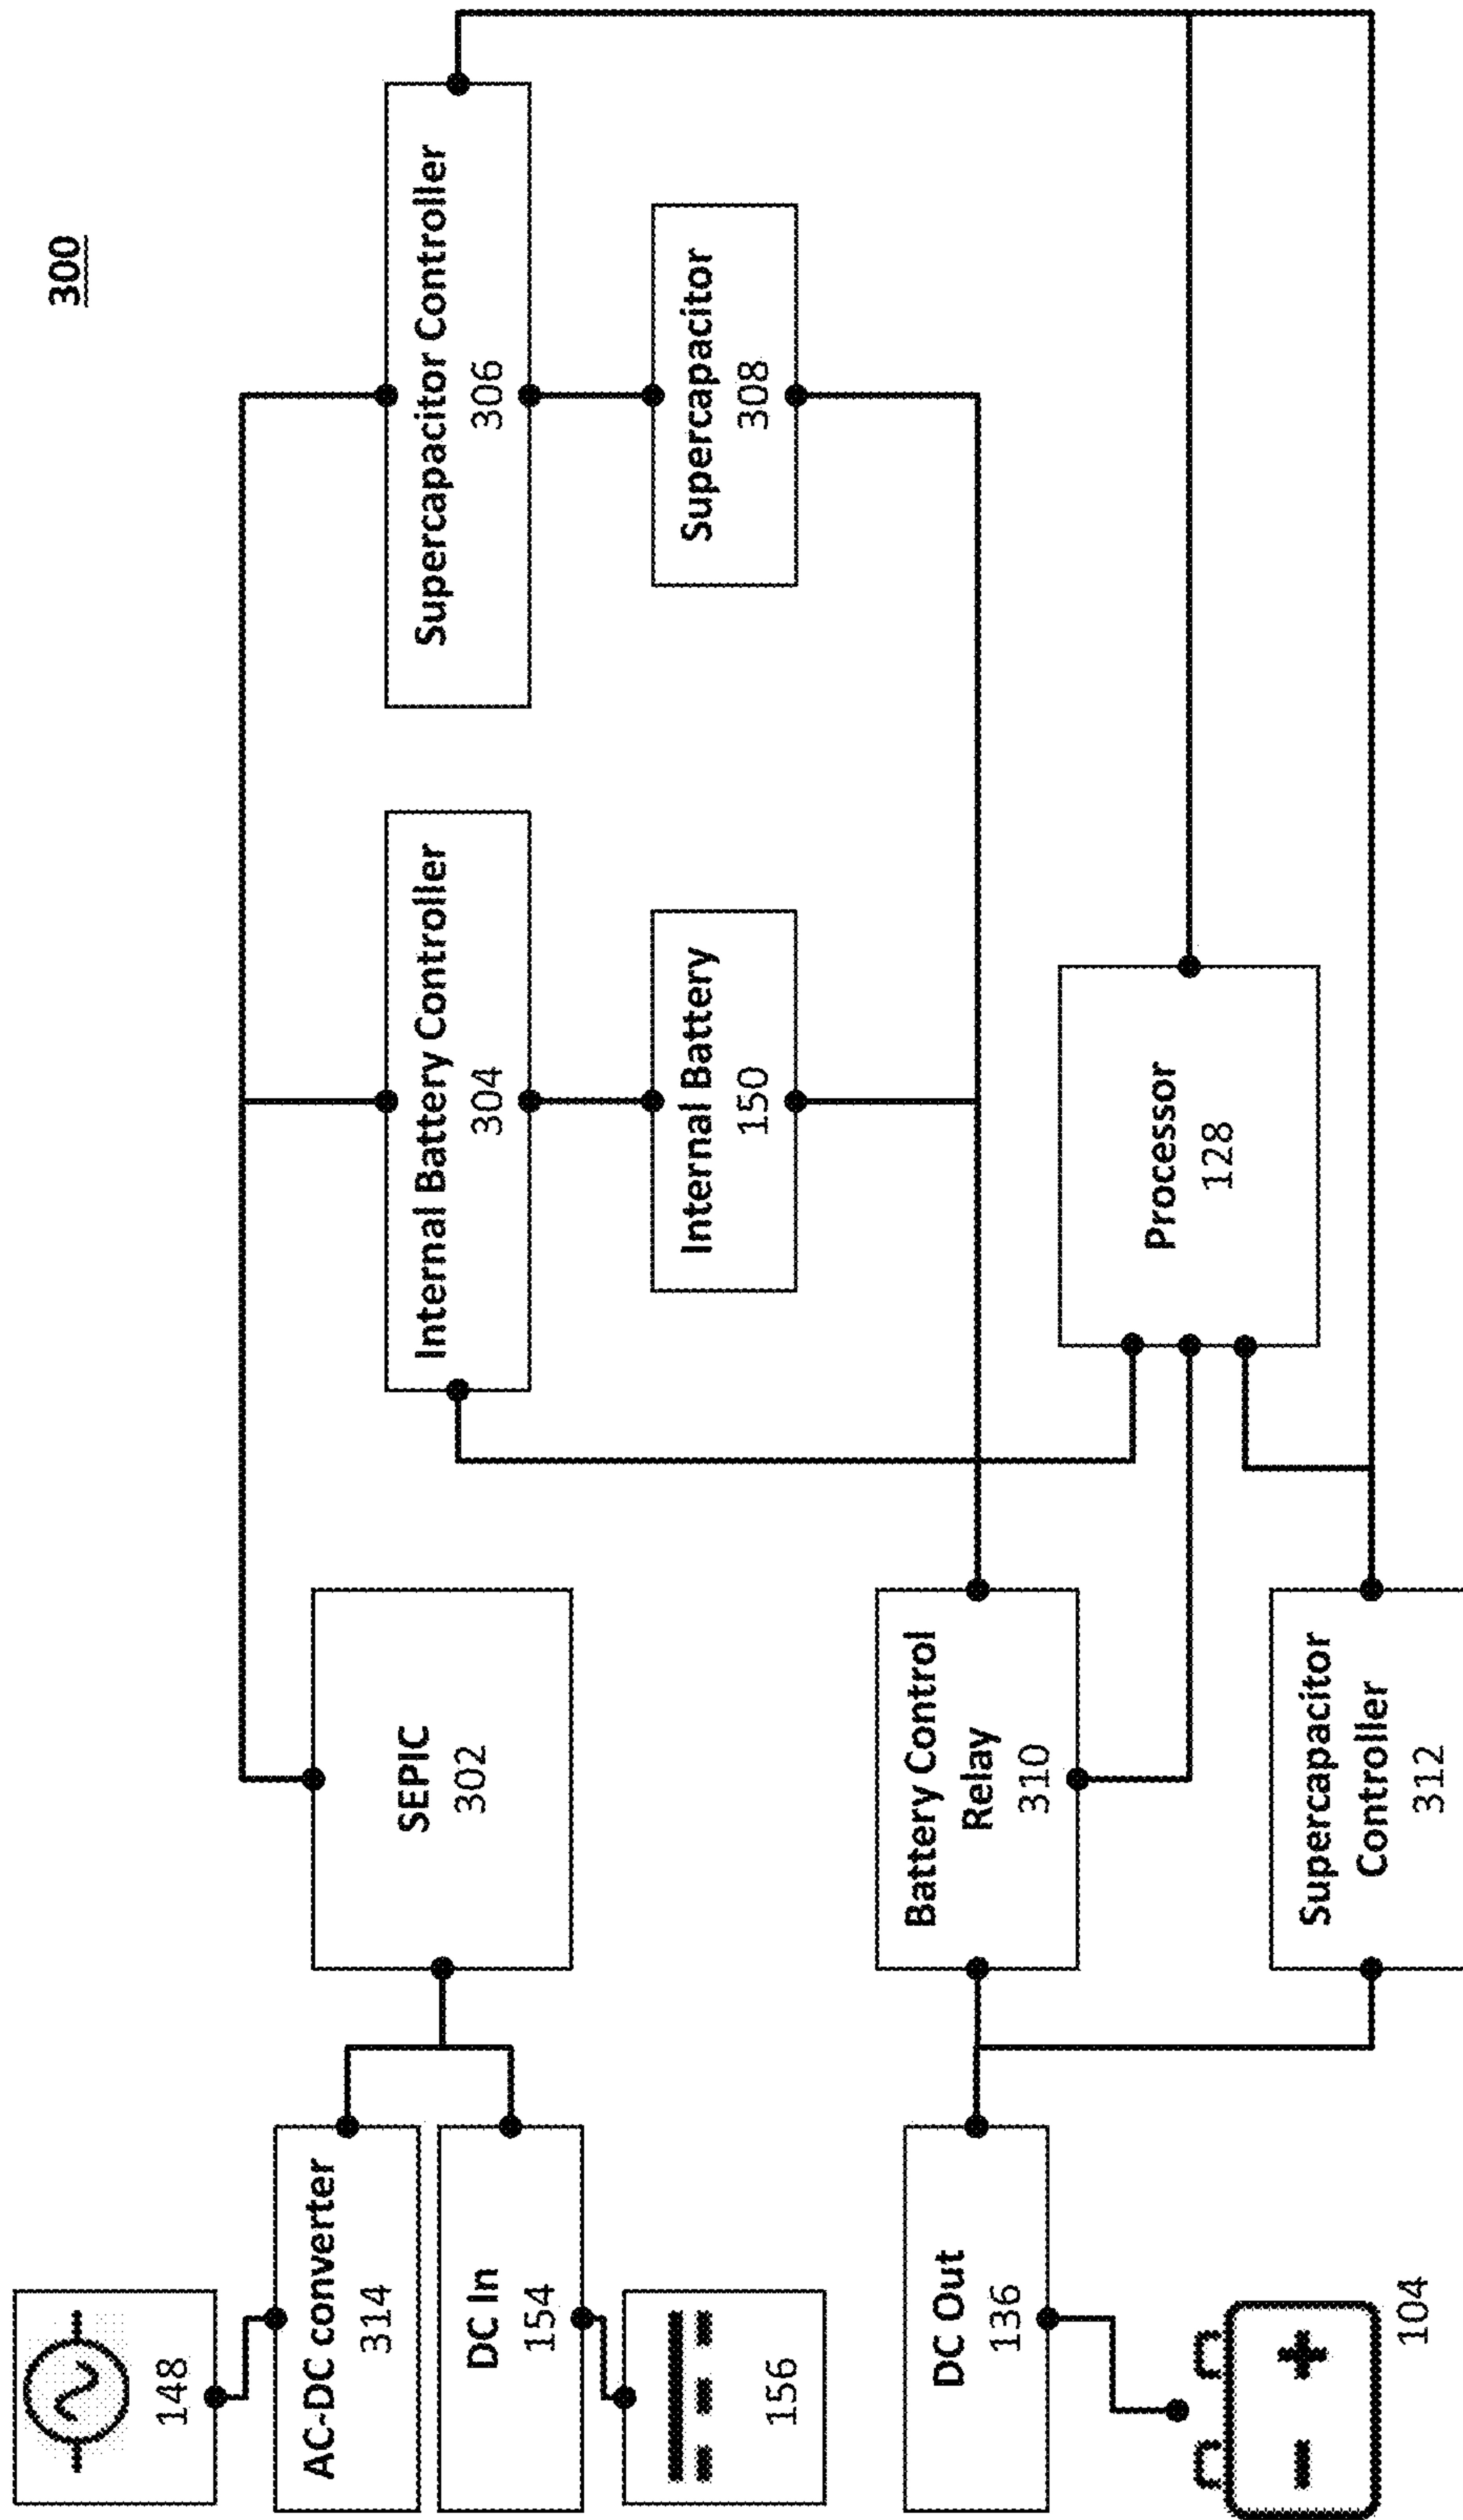 300
148
AC-DC converter
314
DC In
154
156
SEPIC
302
Internal Battery Controller
304
Internal Battery
150
Supercapacitor Controller
306
Supercapacitor
308
DC Out
136
104
Battery Control
Relay
310
Supercapacitor
Controller
312
Processor
128